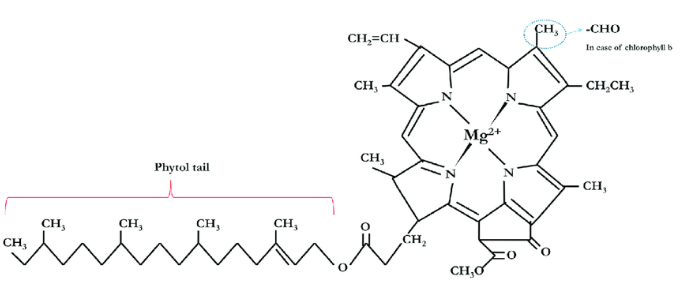 CH₃
-CHO
In case of chlorophyll b
CH₂=CH
CH₃
CH₂CH₃
N
N
Mg²⁺
N
N
CH₃
CH₃
Phytol tail
CH₃
CH₃
CH₃
CH₃
CH₃
O
O
CH₂
O
CH₃O
O